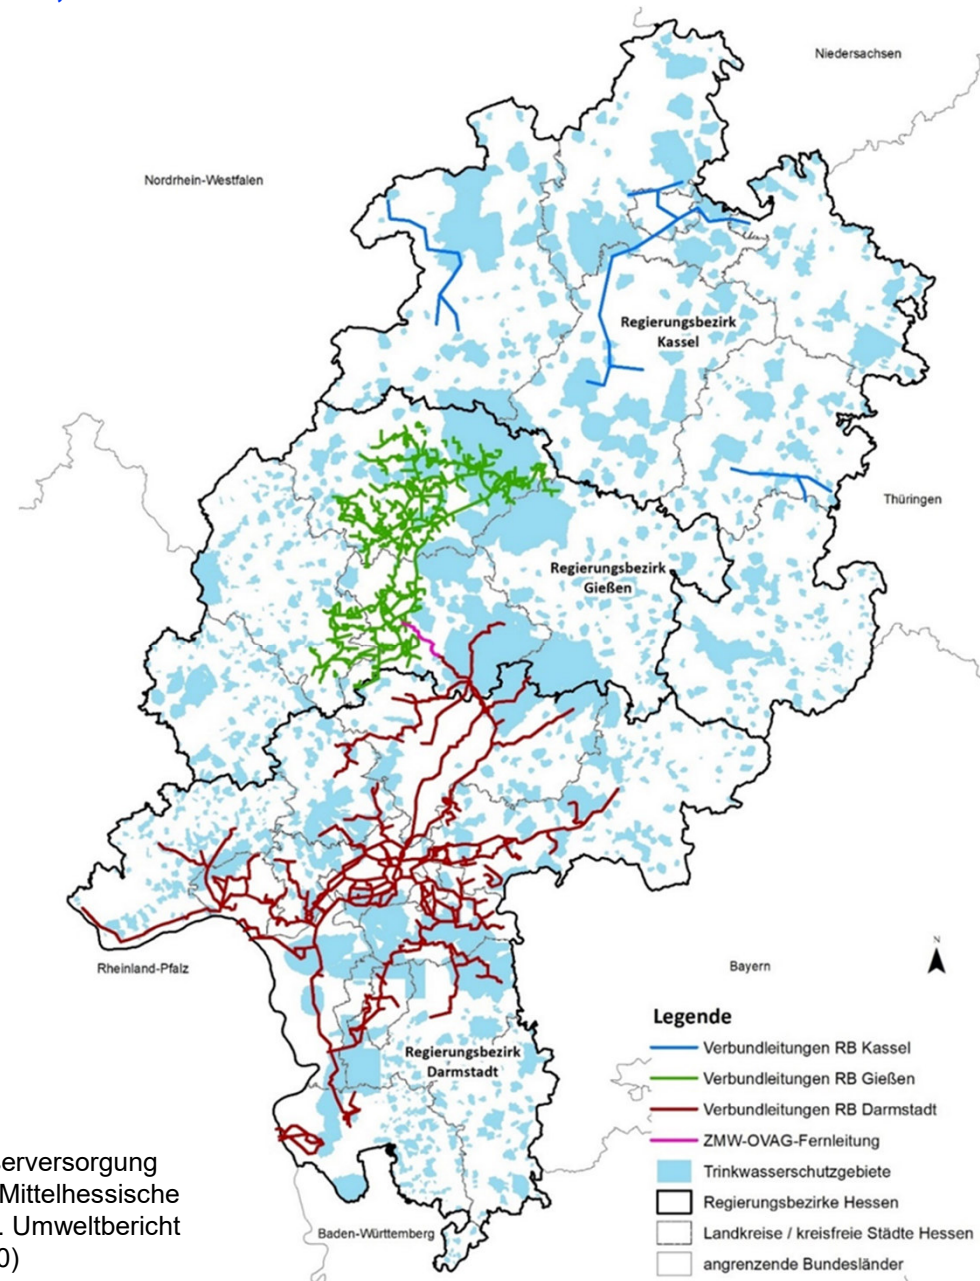 Niedersachsen
Nordrhein-Westfalen
Regierungsbezirk
Kassel
Thüringen
Regierungsbezirk
Gießen
Rheinland-Pfalz
Bayern
N
Regierungsbezirk
Darmstadt
Baden-Württemberg
Legende
Verbundleitungen RB Kassel
Verbundleitungen RB Gießen
Verbundleitungen RB Darmstadt
ZMW-OVAG-Fernleitung
Trinkwasserschutzgebiete
Regierungsbezirke Hessen
Landkreise / kreisfreie Städte Hessen
angrenzende Bundesländer
serversorgung
Mittelhessische
. Umweltbericht
0)